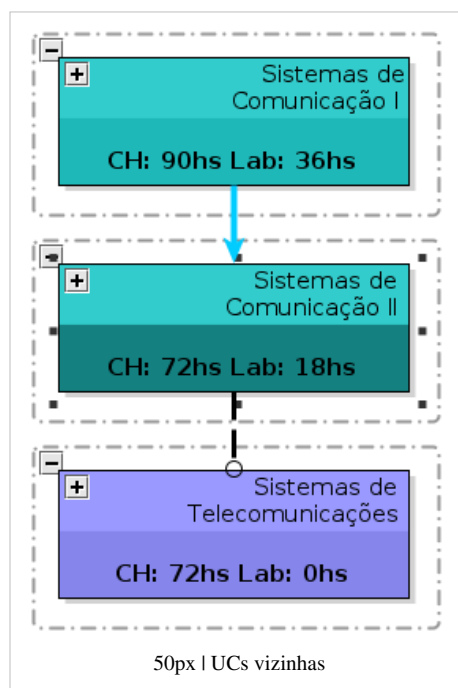 Sistemas de
Comunicação I
CH: 90hs Lab: 36hs
Sistemas de
Comunicação II
CH: 72hs Lab: 18hs
Sistemas de
Telecomunicações
CH: 72hs Lab: 0hs
50px | UCs vizinhas